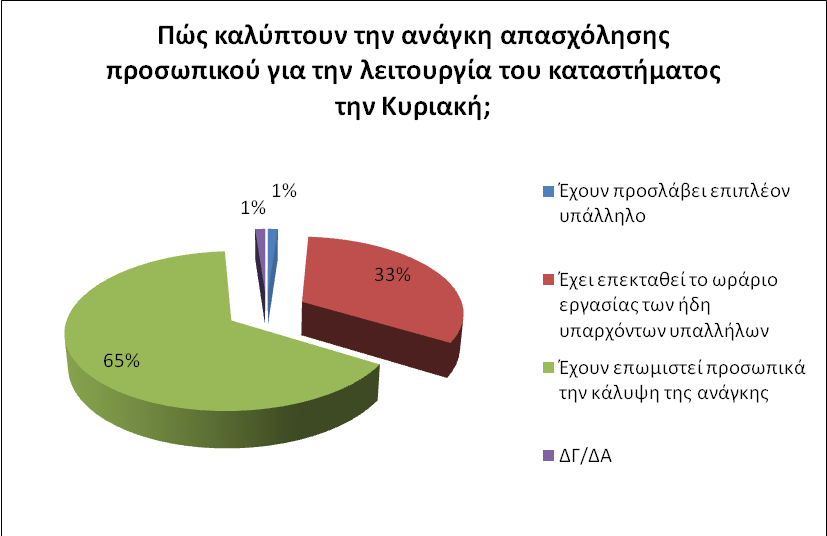 Πώς καλύπτουν την ανάγκη απασχόλησης
προσωπικού για την λειτουργία του καταστήματος
την Κυριακή;
1%
1%
33%
65%
Έχουν προσλάβει επιπλέον
υπάλληλο
Έχει επεκταθεί το ωράριο
εργασίας των ήδη
υπαρχόντων υπαλλήλων
Έχουν επωμιστεί προσωπικά
την κάλυψη της ανάγκης
ΔΓ/ΔΑ